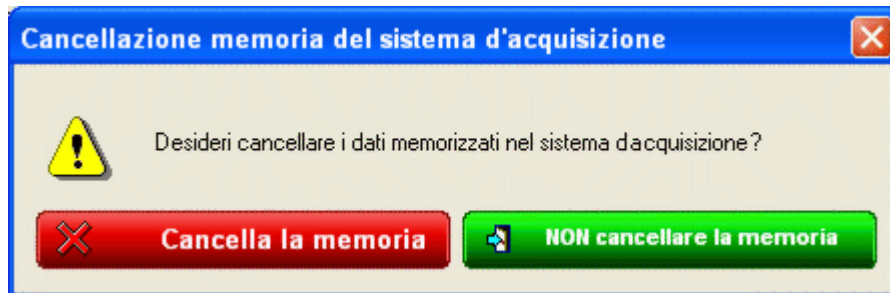 Cancellazione memoria del sistema d'acquisizione
Desideri cancellare i dati memorizzati nel sistema dacquisizione?
Cancella la memoria
NON cancellare la memoria